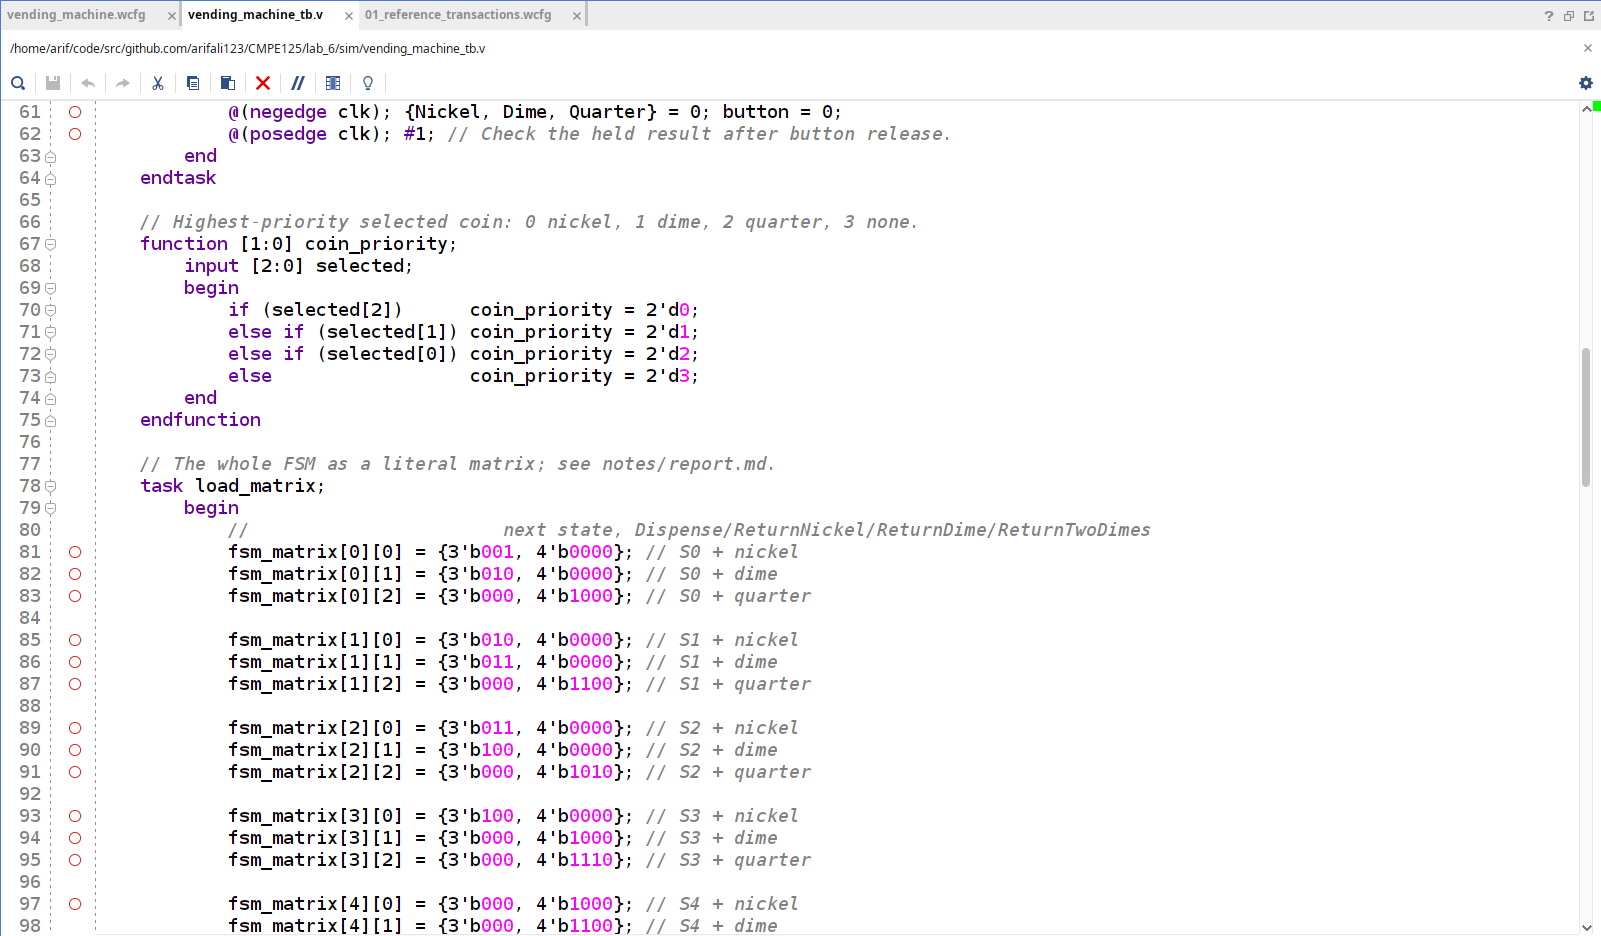 vending_machine.wcfg × vending_machine_tb.v × 01_reference_transactions.wcfg × ?
/home/arif/code/src/github.com/arifali123/CMPE125/lab_6/sim/vending_machine_tb.v ×
61 @(negedge clk); {Nickel, Dime, Quarter} = 0; button = 0;
62 @(posedge clk); #1; // Check the held result after button release.
63 end
64 endtask
65
66 // Highest-priority selected coin: 0 nickel, 1 dime, 2 quarter, 3 none.
67 function [1:0] coin_priority;
68 input [2:0] selected;
69 begin
70 if (selected[2]) coin_priority = 2'd0;
71 else if (selected[1]) coin_priority = 2'd1;
72 else if (selected[0]) coin_priority = 2'd2;
73 else coin_priority = 2'd3;
74 end
75 endfunction
76
77 // The whole FSM as a literal matrix; see notes/report.md.
78 task load_matrix;
79 begin
80 // next state, Dispense/ReturnNickel/ReturnDime/ReturnTwoDimes
81 fsm_matrix[0][0] = {3'b001, 4'b0000}; // S0 + nickel
82 fsm_matrix[0][1] = {3'b010, 4'b0000}; // S0 + dime
83 fsm_matrix[0][2] = {3'b000, 4'b1000}; // S0 + quarter
84
85 fsm_matrix[1][0] = {3'b010, 4'b0000}; // S1 + nickel
86 fsm_matrix[1][1] = {3'b011, 4'b0000}; // S1 + dime
87 fsm_matrix[1][2] = {3'b000, 4'b1100}; // S1 + quarter
88
89 fsm_matrix[2][0] = {3'b011, 4'b0000}; // S2 + nickel
90 fsm_matrix[2][1] = {3'b100, 4'b0000}; // S2 + dime
91 fsm_matrix[2][2] = {3'b000, 4'b1010}; // S2 + quarter
92
93 fsm_matrix[3][0] = {3'b100, 4'b0000}; // S3 + nickel
94 fsm_matrix[3][1] = {3'b000, 4'b1000}; // S3 + dime
95 fsm_matrix[3][2] = {3'b000, 4'b1110}; // S3 + quarter
96
97 fsm_matrix[4][0] = {3'b000, 4'b1000}; // S4 + nickel
98 fsm_matrix[4][1] = {3'b000, 4'b1100}; // S4 + dime